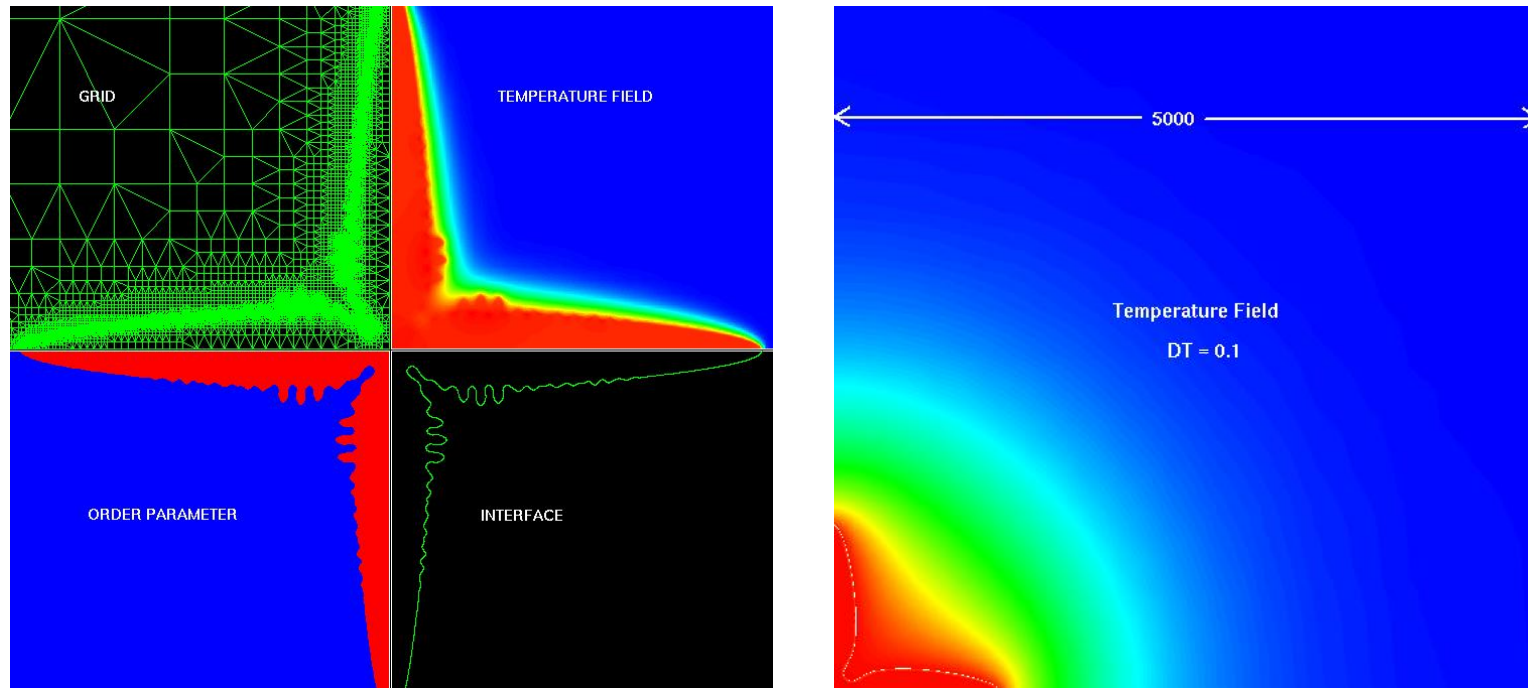 GRID
TEMPERATURE FIELD
ORDER PARAMETER
INTERFACE
5000
Temperature Field
DT = 0.1